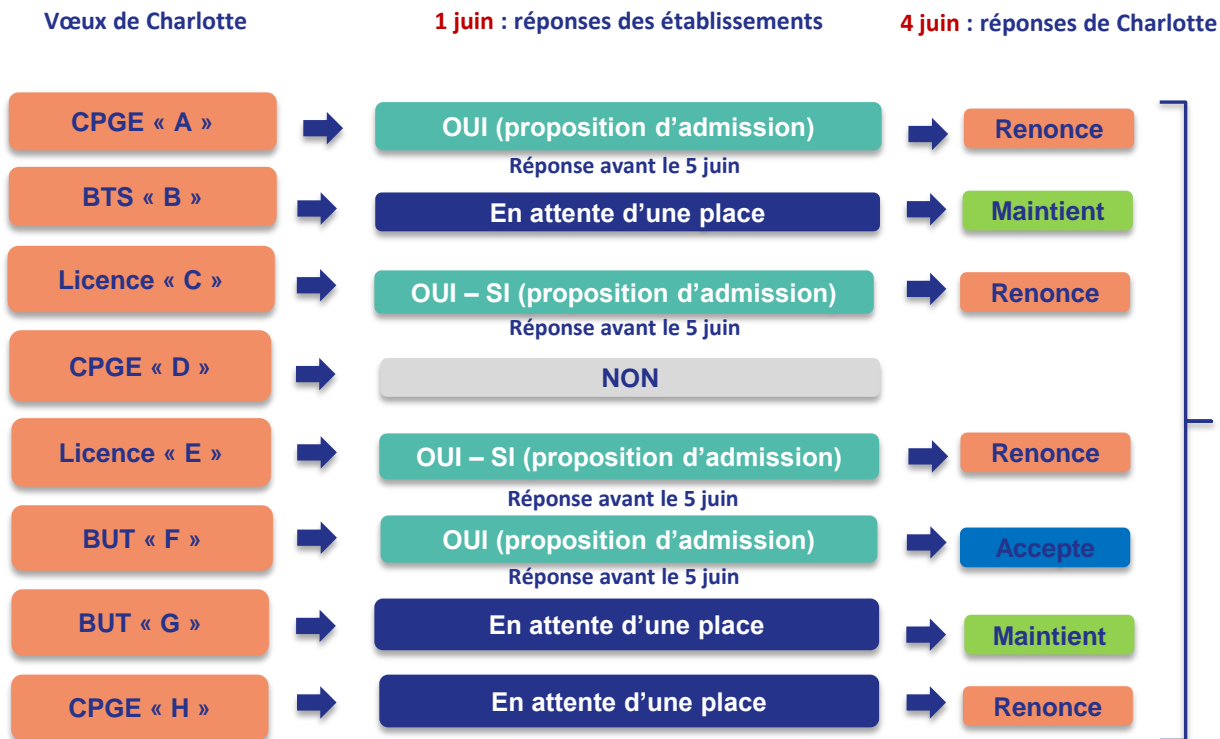 Vœux de Charlotte
1 juin : réponses des établissements
4 juin : réponses de Charlotte
CPGE « A »
OUI (proposition d'admission)
Renonce
Réponse avant le 5 juin
BTS « B »
En attente d'une place
Maintient
Licence « C »
OUI – SI (proposition d'admission)
Renonce
Réponse avant le 5 juin
CPGE « D »
NON
Licence « E »
OUI – SI (proposition d'admission)
Renonce
Réponse avant le 5 juin
BUT « F »
OUI (proposition d'admission)
Accepte
Réponse avant le 5 juin
BUT « G »
En attente d'une place
Maintient
CPGE « H »
En attente d'une place
Renonce